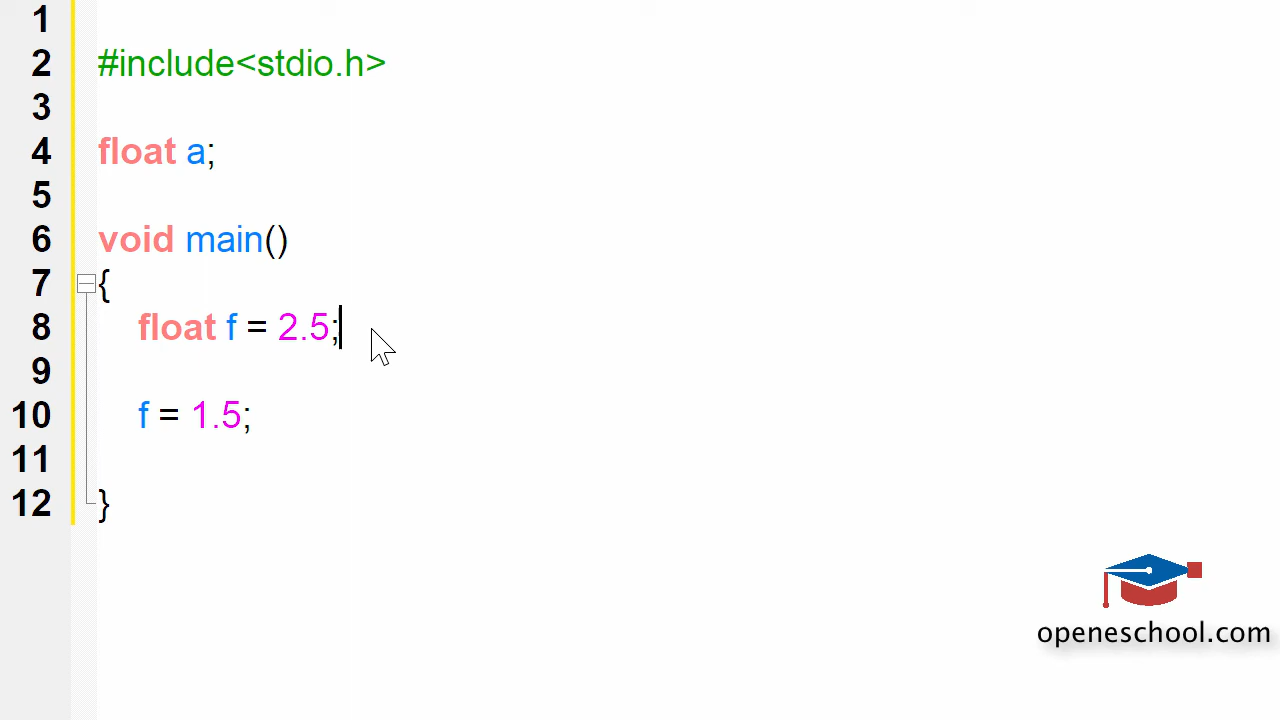 1
2 #include<stdio.h>
3
4 float a;
5
6 void main()
7 {
8 float f = 2.5;
9
10 f = 1.5;
11
12 }
openeschool.com